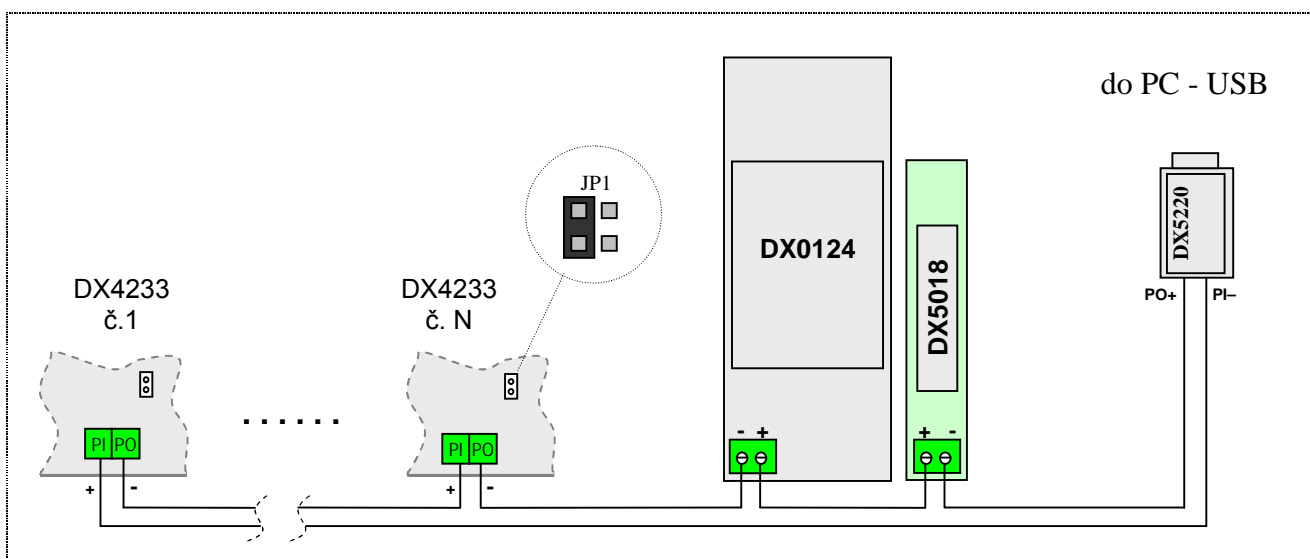 do PC - USB
JP1
DX0124
DX5018
DX5220
PO+ PI–
DX4233
č.1
DX4233
č. N
. . . . . .
PI PO
PI PO
+ -
+ -
- +
+ -